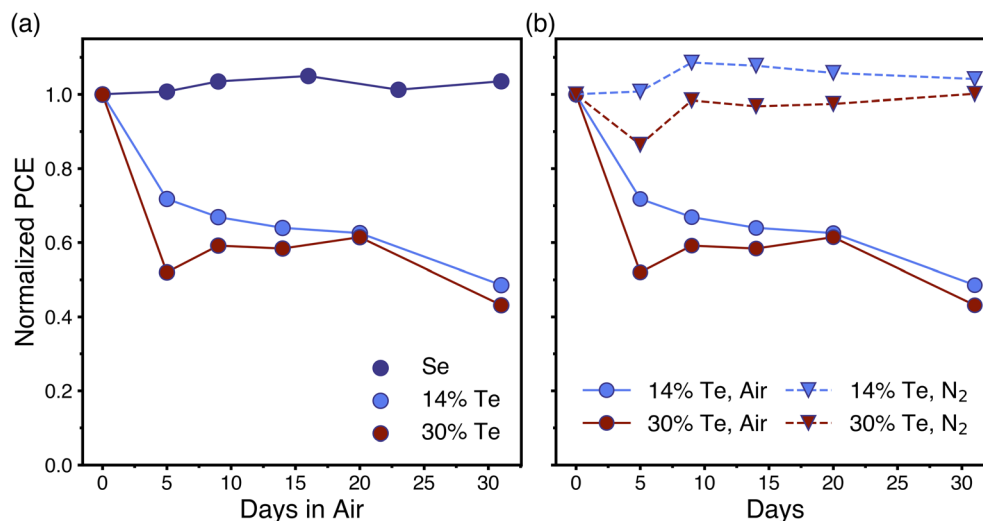 (a)
Normalized PCE
1.0
0.8
0.6
0.4
0.2
0.0
Se
14% Te
30% Te
0 5 10 15 20 25 30
Days in Air
(b)
14% Te, Air
30% Te, Air
14% Te, N₂
30% Te, N₂
0 5 10 15 20 25 30
Days